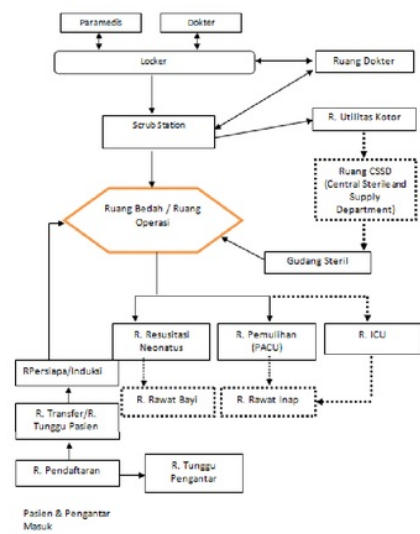 Paramedis
Dokter
Locker
Ruang Dokter
Scrub Station
R. Utilitas Kotor
Ruang CSSD
(Central Sterile and
Supply
Department)
Ruang Bedah / Ruang
Operasi
Gudang Steril
R. Resusitasi
Neonatus
R. Pemulihan
(PACU)
R. ICU
RPersiapa/Induksi
R. Rawat Bayi
R. Rawat Inap
R. Transfer/R.
Tunggu Pasien
R. Pendaftaran
R. Tunggu
Pengantar
Pasien & Pengantar
Masuk